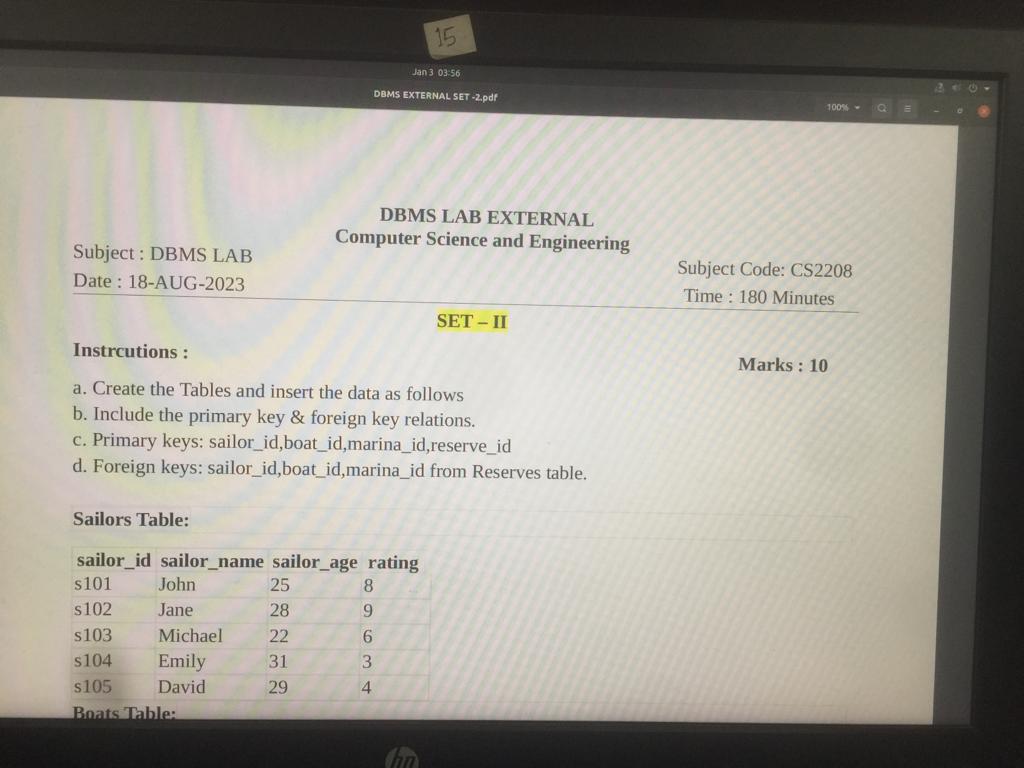 15
Jan 3 03:56
DBMS EXTERNAL SET -2.pdf
100%
DBMS LAB EXTERNAL
Computer Science and Engineering
Subject : DBMS LAB
Subject Code: CS2208
Date : 18-AUG-2023
Time : 180 Minutes
SET – II
Instrcutions :
Marks : 10
a. Create the Tables and insert the data as follows
b. Include the primary key & foreign key relations.
c. Primary keys: sailor_id,boat_id,marina_id,reserve_id
d. Foreign keys: sailor_id,boat_id,marina_id from Reserves table.
Sailors Table:
sailor_id sailor_name sailor_age rating
s101 John 25 8
s102 Jane 28 9
s103 Michael 22 6
s104 Emily 31 3
s105 David 29 4
Boats Table:
hp